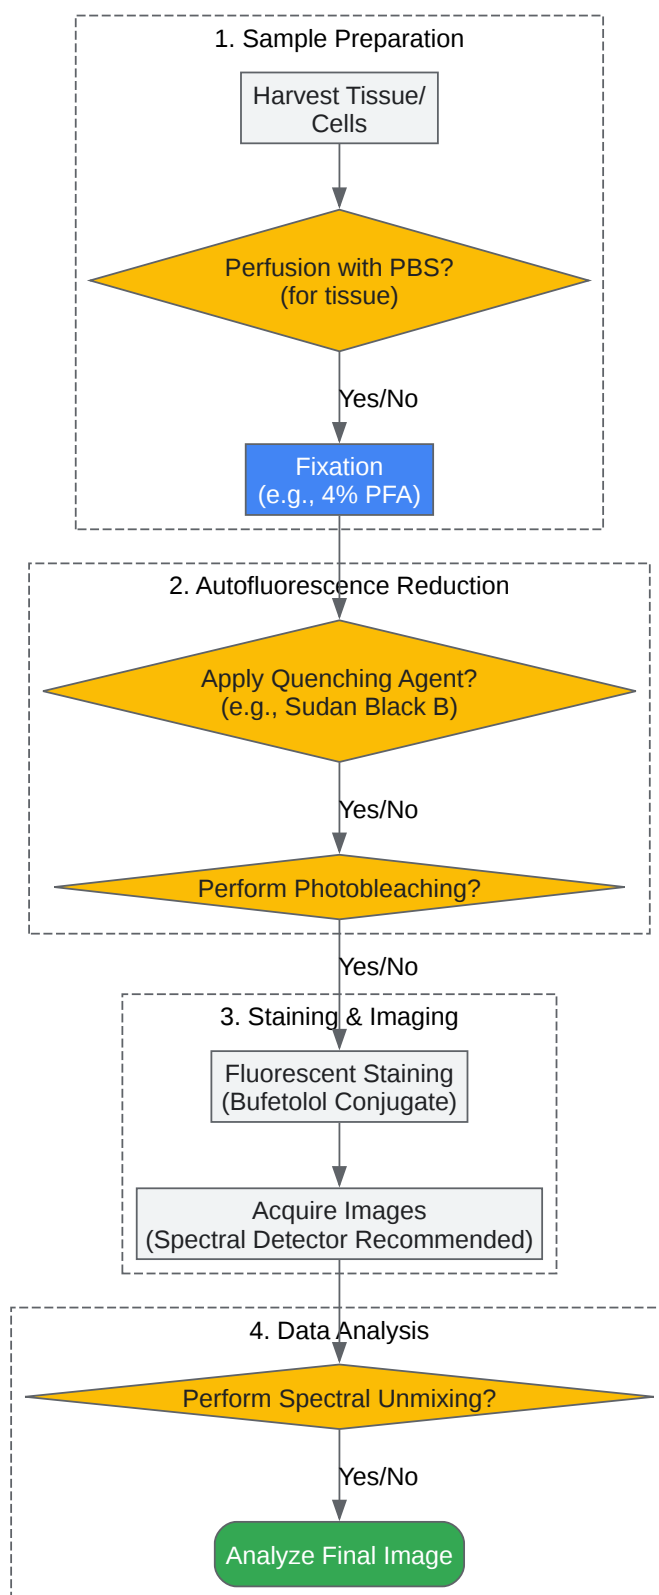 1. Sample Preparation
Harvest Tissue/
Cells
Perfusion with PBS?
(for tissue)
Yes/No
Fixation
(e.g., 4% PFA)
2. Autofluorescence Reduction
Apply Quenching Agent?
(e.g., Sudan Black B)
Yes/No
Perform Photobleaching?
Yes/No
3. Staining & Imaging
Fluorescent Staining
(Bufetolol Conjugate)
Acquire Images
(Spectral Detector Recommended)
4. Data Analysis
Perform Spectral Unmixing?
Yes/No
Analyze Final Image